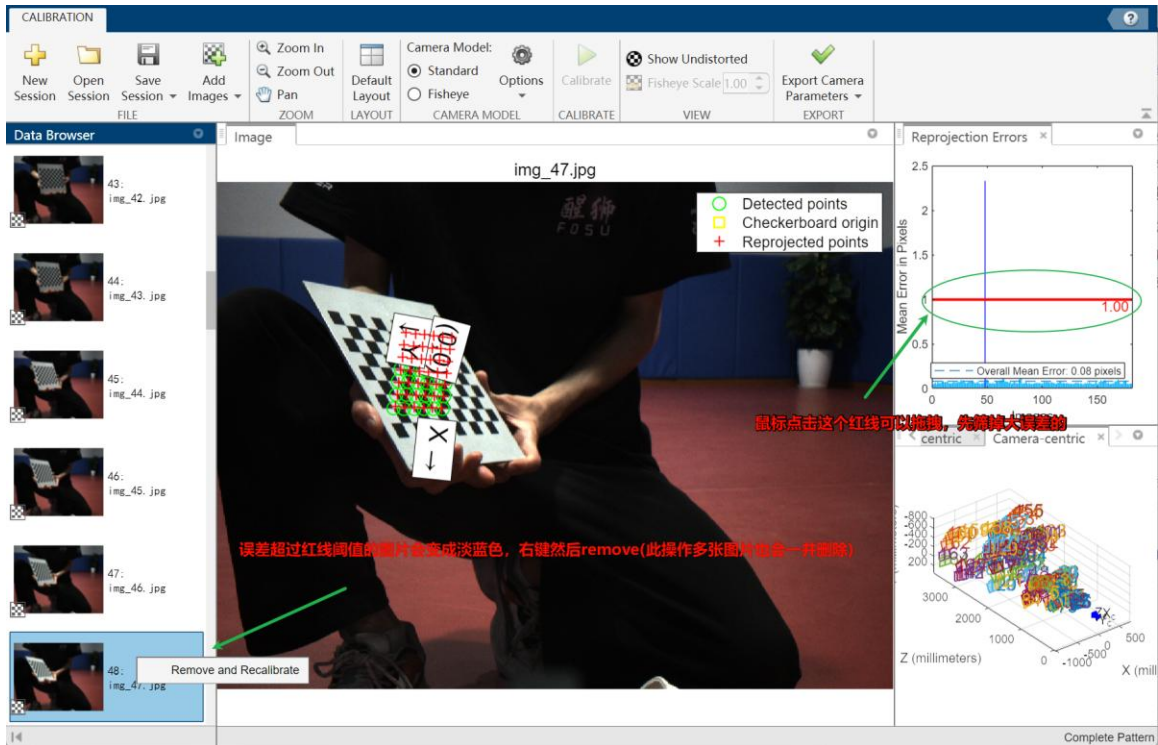 CALIBRATION
?
New Session
Open Session
Save Session
Add Images
FILE
Zoom In
Zoom Out
Pan
ZOOM
Default Layout
LAYOUT
Camera Model:
Standard
Fisheye
Options
CAMERA MODEL
Calibrate
CALIBRATE
Show Undistorted
Fisheye Scale 1.00
VIEW
Export Camera Parameters
EXPORT
Data Browser
43:
img_42. jpg
44:
img_43. jpg
45:
img_44. jpg
46:
img_45. jpg
47:
img_46. jpg
48:
img_47. jpg
Remove and Recalibrate
Image
img_47.jpg
Detected points
Checkerboard origin
Reprojected points
醒狮
FOSU
(0,0)
↓Y
X→
误差超过红线阈值的图片会变成淡蓝色，右键然后remove(此操作多张图片也会一并删除)
Reprojection Errors
Mean Error in Pixels
2.5
2
1.5
1
0.5
0
1.00
Overall Mean Error: 0.08 pixels
0 50 100 150
鼠标点击这个红线可以拖拽，先筛掉大误差的
centric
Camera-centric
-800
-600
-400
-200
0
200
3000
2000
1000
0
Z (millimeters)
-1000
-500
0
500
X (mill
Complete Pattern